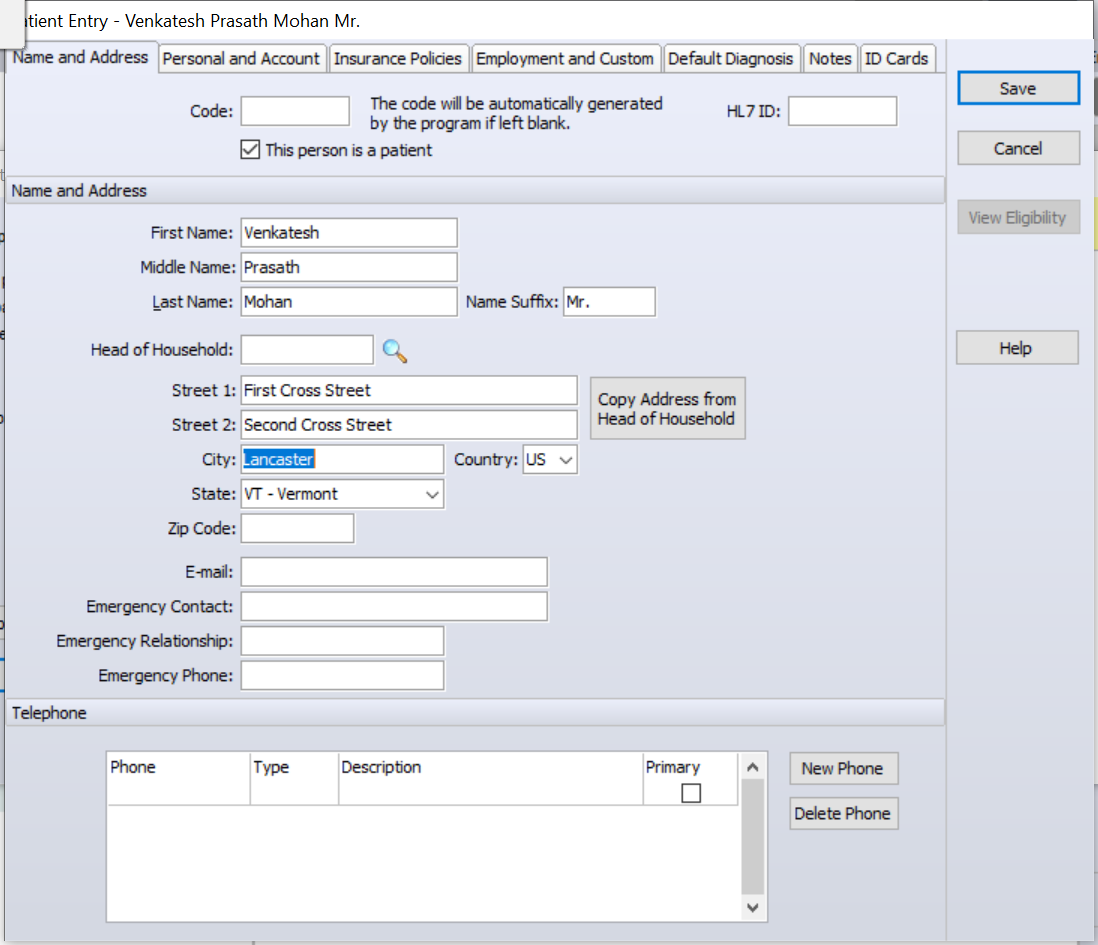 tient Entry - Venkatesh Prasath Mohan Mr.
Name and Address Personal and Account Insurance Policies Employment and Custom Default Diagnosis Notes ID Cards
Save
Code: The code will be automatically generated by the program if left blank. HL7 ID:
This person is a patient
Cancel
Name and Address
View Eligibility
First Name: Venkatesh
Middle Name: Prasath
Last Name: Mohan Name Suffix: Mr.
Head of Household:
Help
Street 1: First Cross Street
Copy Address from
Head of Household
Street 2: Second Cross Street
City: Lancaster Country: US
State: VT - Vermont
Zip Code:
E-mail:
Emergency Contact:
Emergency Relationship:
Emergency Phone:
Telephone
Phone Type Description Primary
New Phone
Delete Phone